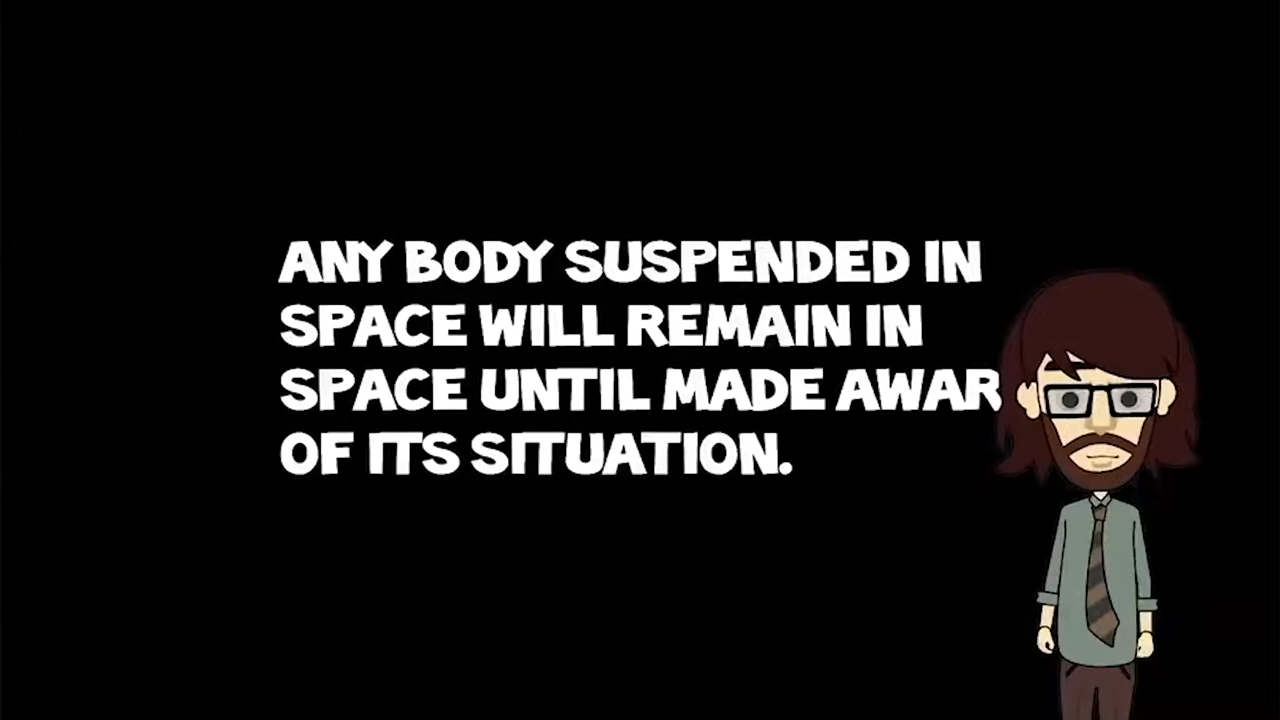 ANY BODY SUSPENDED IN
SPACE WILL REMAIN IN
SPACE UNTIL MADE AWAR
OF ITS SITUATION.